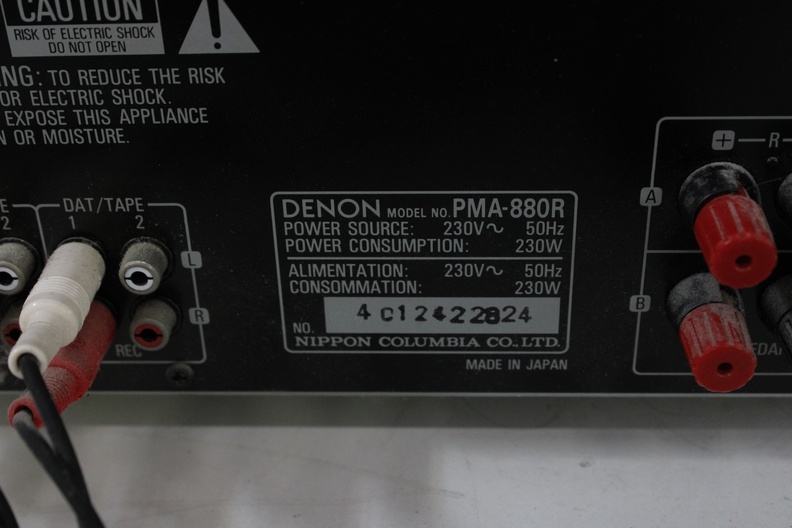 CAUTION
RISK OF ELECTRIC SHOCK
DO NOT OPEN
NG: TO REDUCE THE RISK
OR ELECTRIC SHOCK.
EXPOSE THIS APPLIANCE
N OR MOISTURE.
E
2
DAT/TAPE
1 2
L
R
REC
DENON MODEL NO. PMA-880R
POWER SOURCE: 230V~ 50Hz
POWER CONSUMPTION: 230W
ALIMENTATION: 230V~ 50Hz
CONSOMMATION: 230W
NO. 4012422824
NIPPON COLUMBIA CO., LTD.
MADE IN JAPAN
+ R
A
B